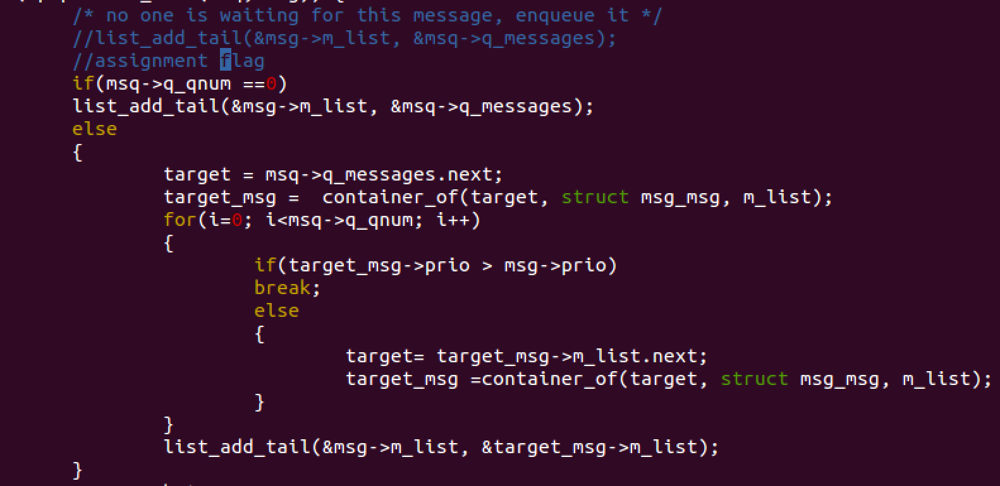 /* no one is waiting for this message, enqueue it */
//list_add_tail(&msg->m_list, &msq->q_messages);
//assignment flag
if(msq->q_qnum ==0)
list_add_tail(&msg->m_list, &msq->q_messages);
else
{
target = msq->q_messages.next;
target_msg =  container_of(target, struct msg_msg, m_list);
for(i=0; i<msq->q_qnum; i++)
{
if(target_msg->prio > msg->prio)
break;
else
{
target= target_msg->m_list.next;
target_msg =container_of(target, struct msg_msg, m_list);
}
}
list_add_tail(&msg->m_list, &target_msg->m_list);
}